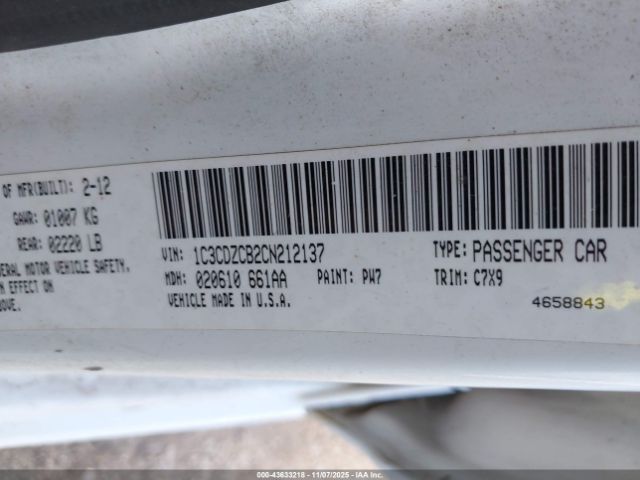 OF MFR(BUILT): 2-12
GAWR: 01007 KG
REAR: 02220 LB
ERAL MOTOR VEHICLE SAFETY,
N EFFECT ON
OVE.
VIN: 1C3CDZCB2CN212137
TYPE: PASSENGER CAR
MDH: 020610 661AA
PAINT: PW7
TRIM: C7X9
VEHICLE MADE IN U.S.A.
4658843
000-43633218 - 11/07/2025 - IAA Inc.